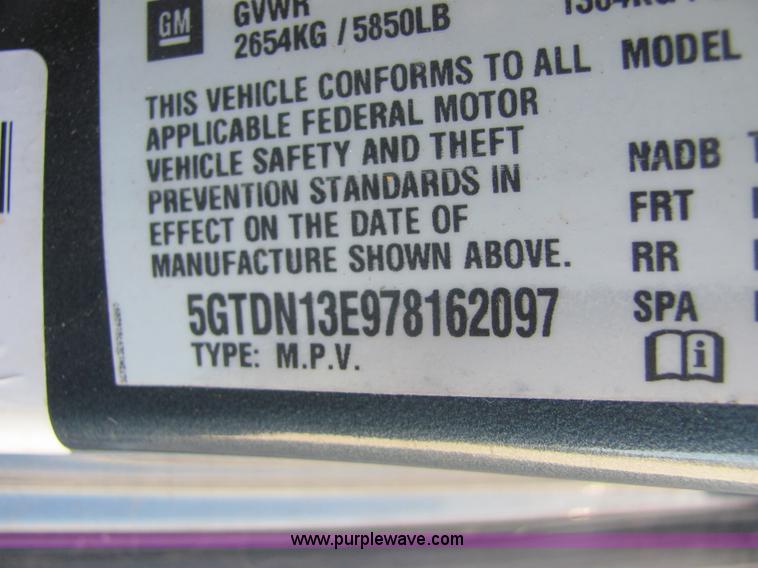 GM
GVWR
2654KG / 5850LB
THIS VEHICLE CONFORMS TO ALL
APPLICABLE FEDERAL MOTOR
VEHICLE SAFETY AND THEFT
PREVENTION STANDARDS IN
EFFECT ON THE DATE OF
MANUFACTURE SHOWN ABOVE.
5GTDN13E978162097
TYPE: M.P.V.
MODEL
NADB
FRT
RR
SPA
i
www.purplewave.com